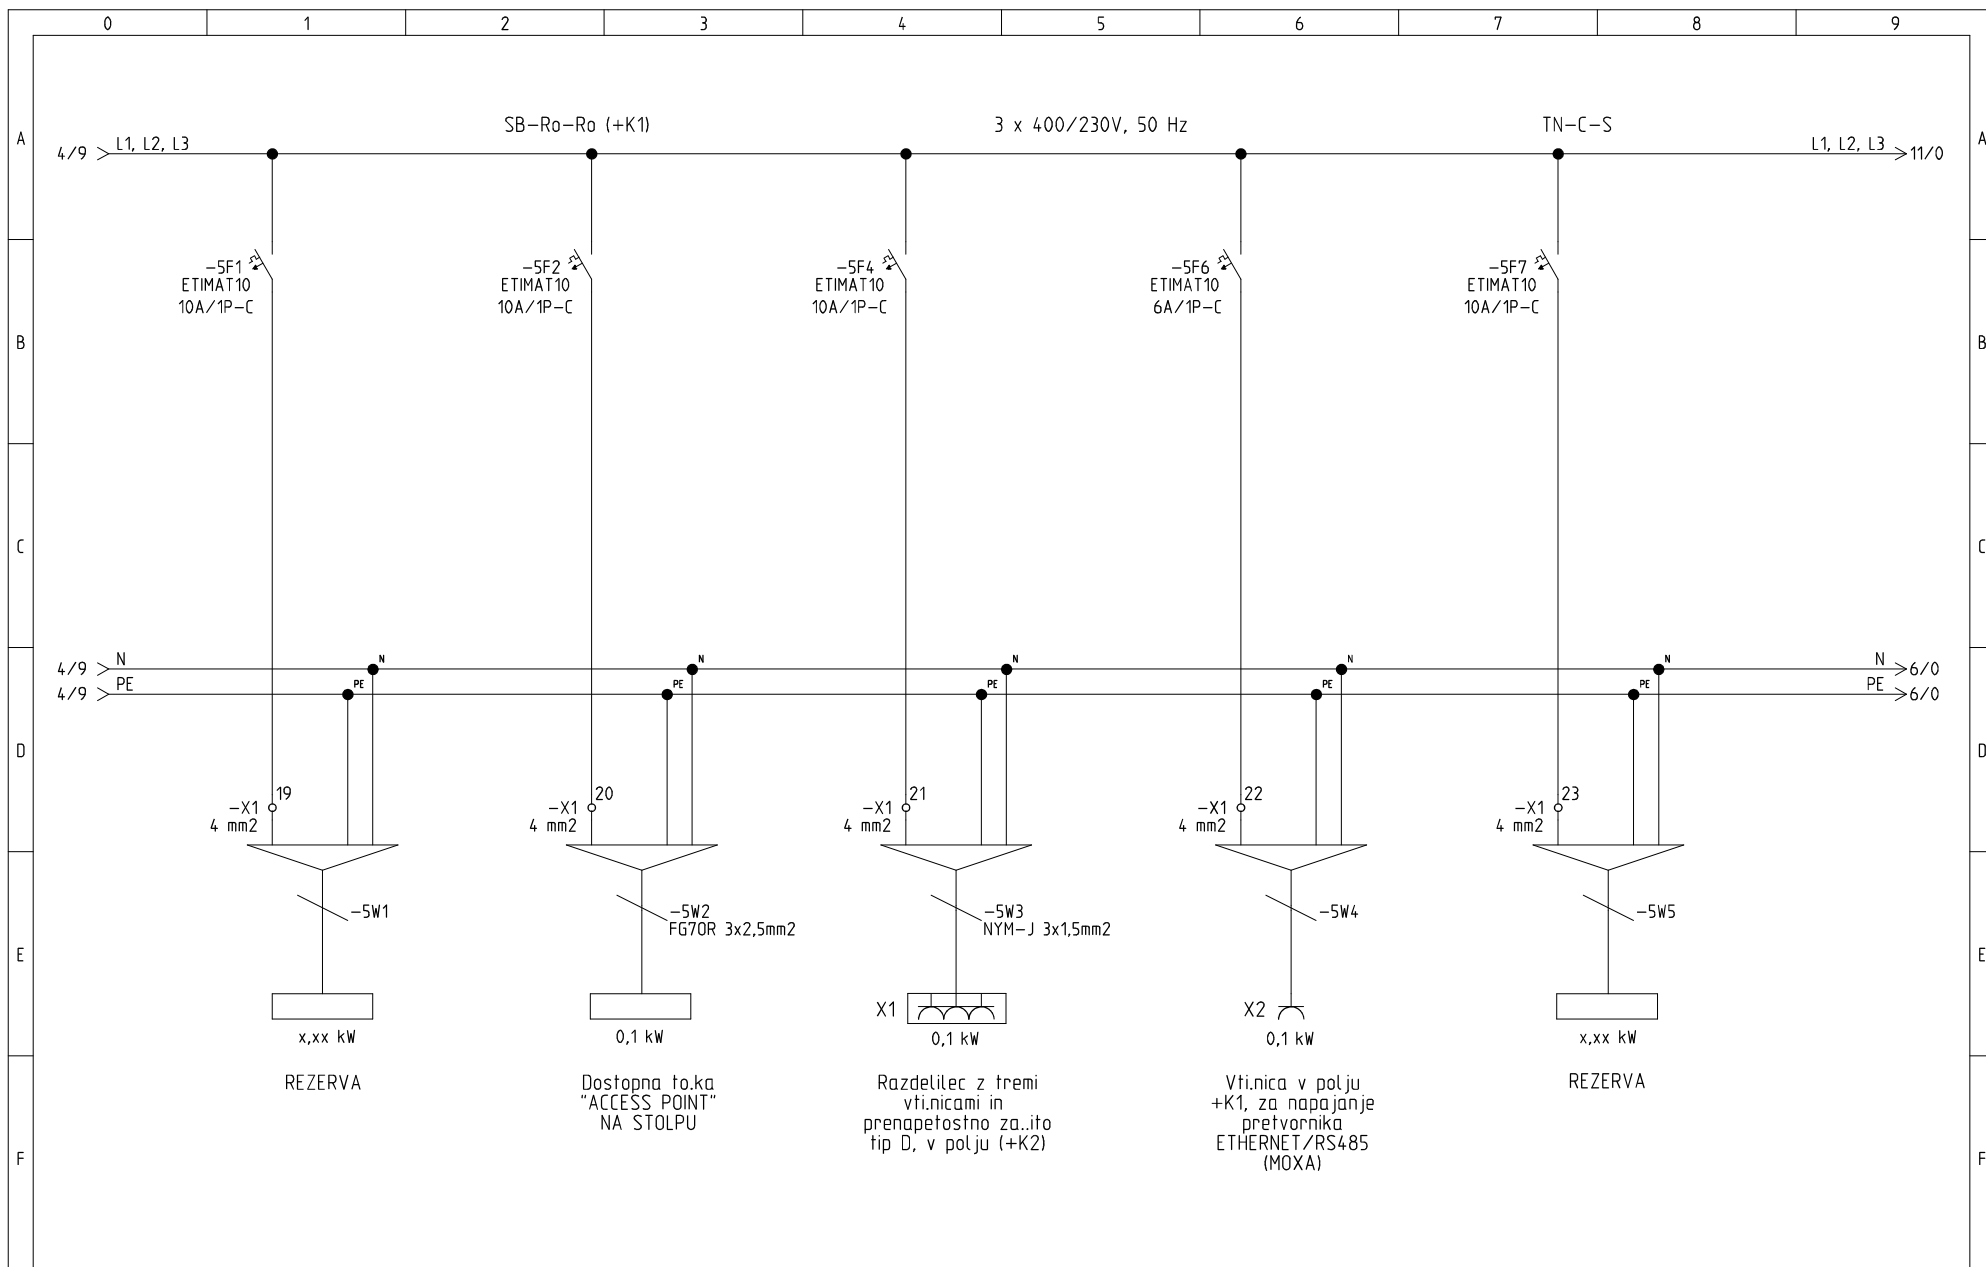 0 1 2 3 4 5 6 7 8 9
SB-Ro-Ro (+K1) 3 x 400/230V, 50 Hz TN-C-S
A A
4/9 L1, L2, L3 L1, L2, L3 11/0
-5F1 -5F2 -5F4 -5F6 -5F7
ETIMAT10 ETIMAT10 ETIMAT10 ETIMAT10 ETIMAT10
10A/1P-C 10A/1P-C 10A/1P-C 6A/1P-C 10A/1P-C
B B
C C
4/9 N N N N N N N 6/0
4/9 PE PE PE PE PE PE PE 6/0
D D
19 20 21 22 23
-X1 -X1 -X1 -X1 -X1
4 mm2 4 mm2 4 mm2 4 mm2 4 mm2
-5W1 -5W2 -5W3 -5W4 -5W5
FG7OR 3x2,5mm2 NYM-J 3x1,5mm2
E E
X1 X2
x,xx kW 0,1 kW 0,1 kW 0,1 kW x,xx kW
REZERVA
Dostopna to.ka
"ACCESS POINT"
NA STOLPU
Razdelilec z tremi
vti.nicami in
prenapetostno za..ito
tip D, v polju (+K2)
Vti.nica v polju
+K1, za napajanje
pretvornika
ETHERNET/RS485
(MOXA)
REZERVA
F F